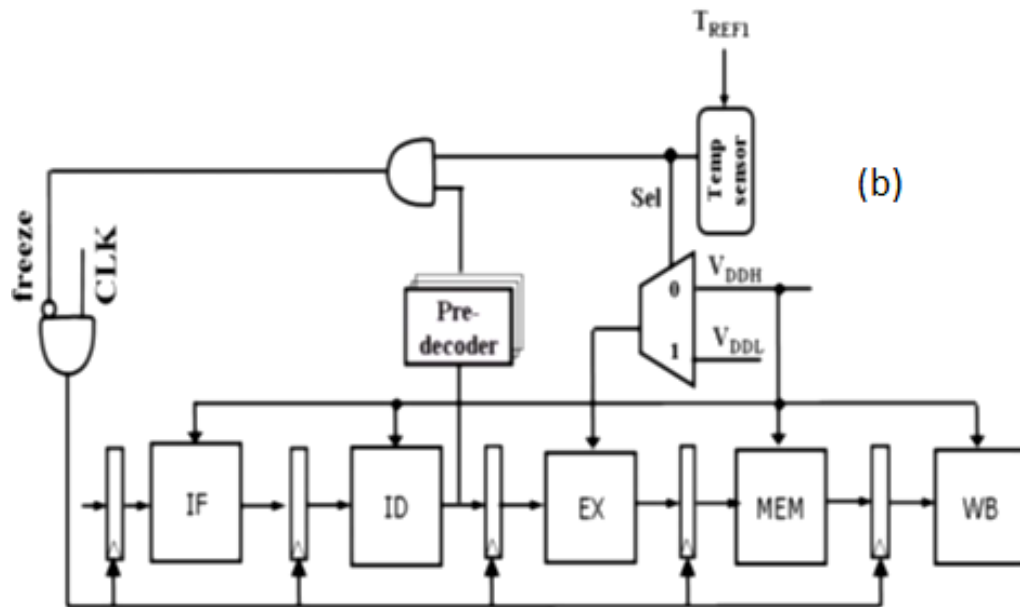 T_REF1
Temp
sensor
(b)
Sel
freeze
CLK
0
V_DDH
Pre-
decoder
1
V_DDL
IF
ID
EX
MEM
WB